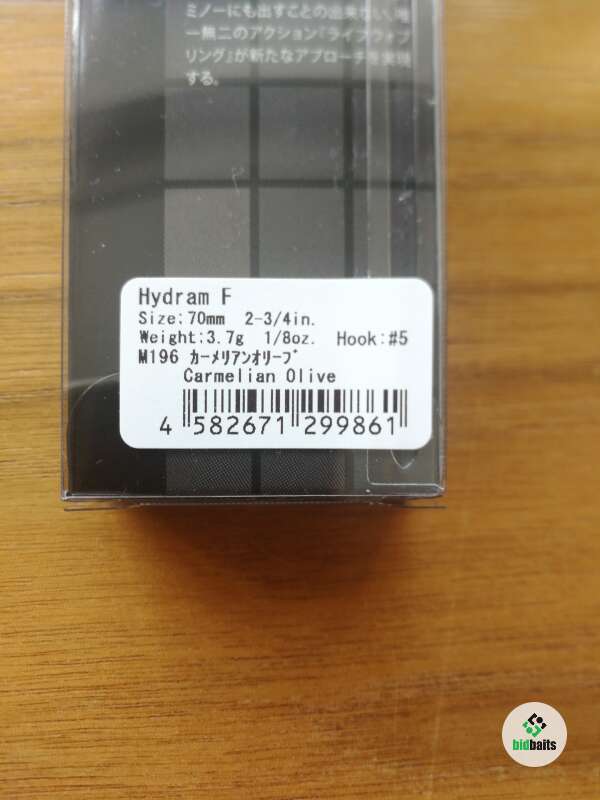 ミノーにも出すことの出来ない、唯
一無二のアクション『ライブウォブ
リング』が新たなアプローチを実現
する。
Hydram F
Size:70mm 2-3/4in.
Weight:3.7g 1/8oz. Hook:#5
M196 カーメリアンオリーブ
Carmelian Olive
4 582671 299861
bidbaits